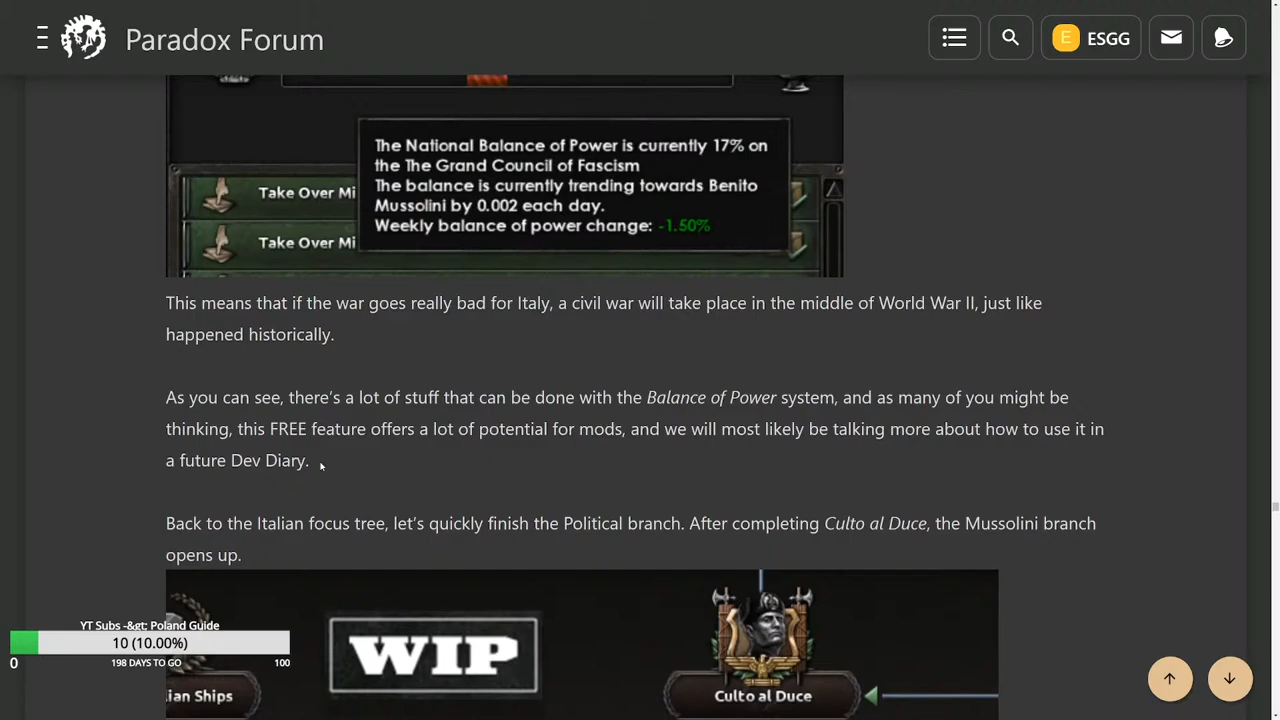 Paradox Forum
E ESGG
The National Balance of Power is currently 17% on
the The Grand Council of Fascism
The balance is currently trending towards Benito
Mussolini by 0.002 each day.
Weekly balance of power change: -1.50%
Take Over Mi
Take Over Mi
This means that if the war goes really bad for Italy, a civil war will take place in the middle of World War II, just like
happened historically.
As you can see, there's a lot of stuff that can be done with the Balance of Power system, and as many of you might be
thinking, this FREE feature offers a lot of potential for mods, and we will most likely be talking more about how to use it in
a future Dev Diary.
Back to the Italian focus tree, let's quickly finish the Political branch. After completing Culto al Duce, the Mussolini branch
opens up.
YT Subs -&gt; Poland Guide
10 (10.00%)
0 198 DAYS TO GO 100
WIP
lian Ships
Culto al Duce